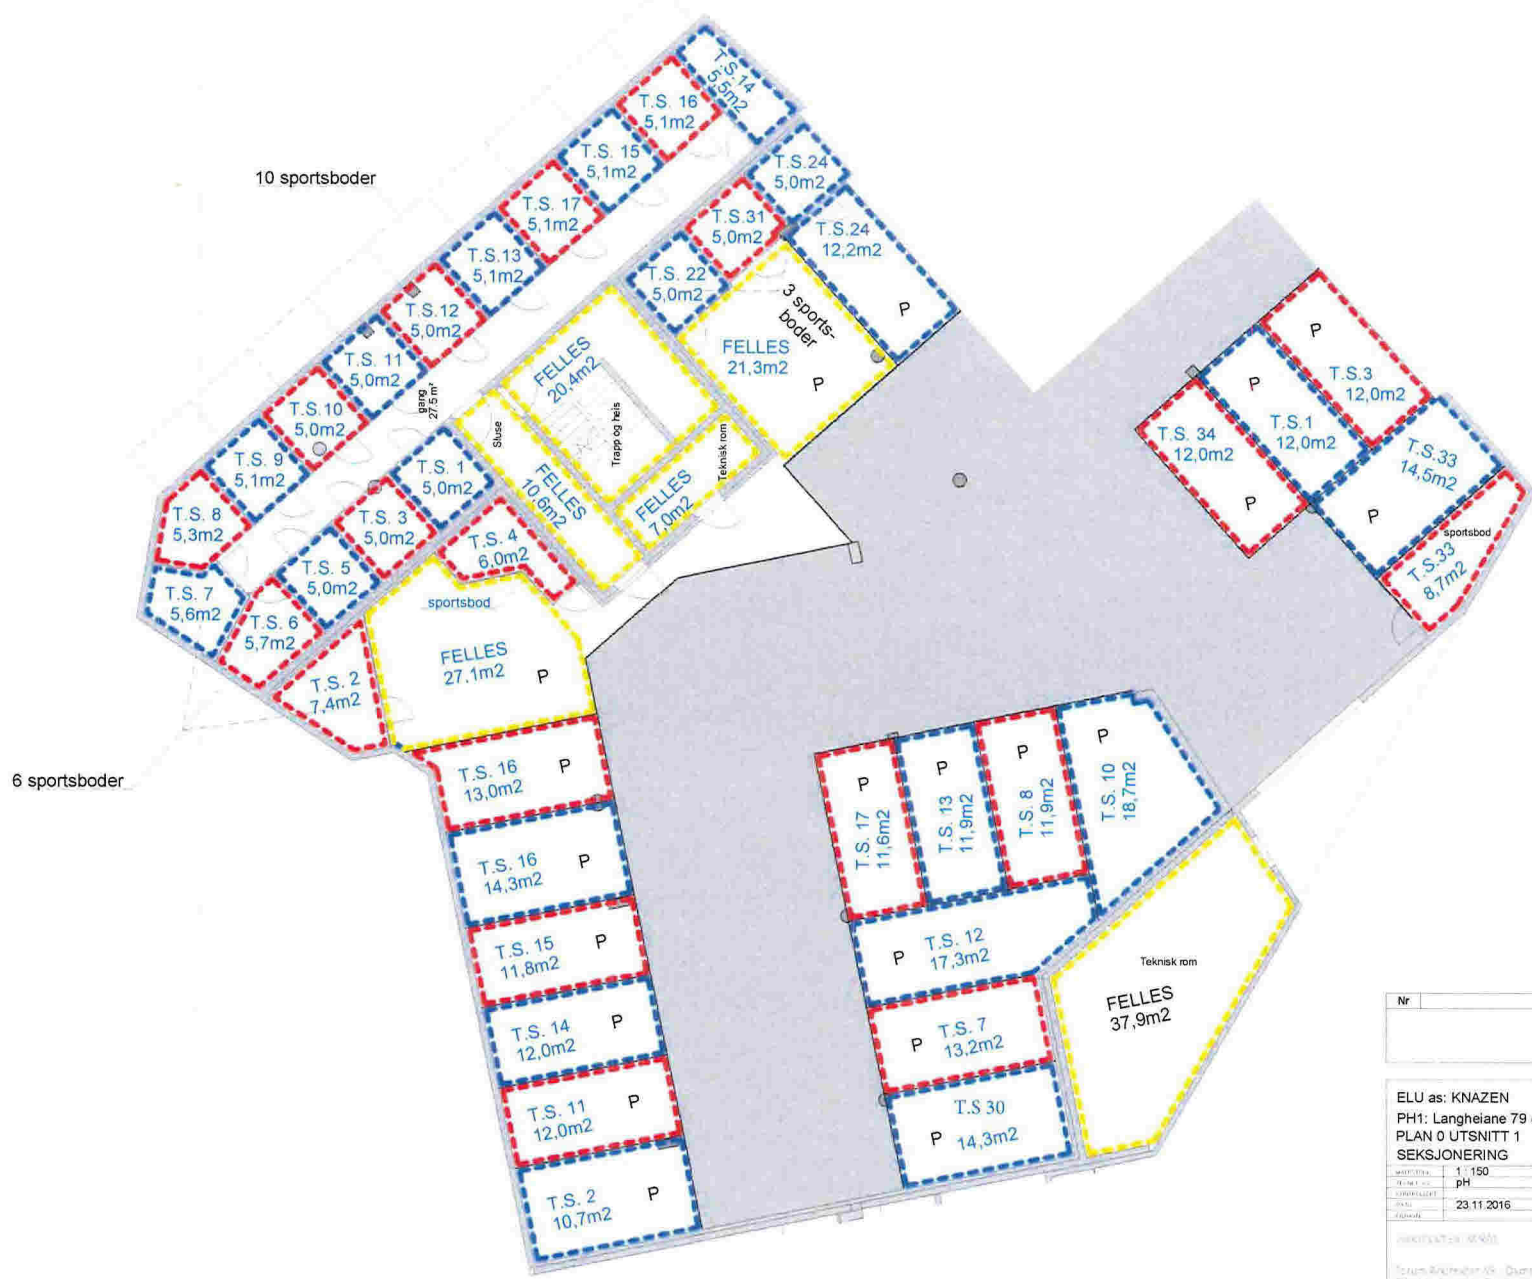 10 sportsboder
T.S.14
5,5m2
T.S. 16
5,1m2
T.S. 15
5,1m2
T.S. 17
5,1m2
T.S.13
5,1m2
T.S.12
5,0m2
T.S. 11
5,0m2
T.S.10
5,0m2
T.S. 9
5,1m2
T.S. 8
5,3m2
T.S. 7
5,6m2
T.S. 6
5,7m2
T.S. 5
5,0m2
T.S. 3
5,0m2
T.S. 1
5,0m2
gang
27.5 m²
T.S.24
5,0m2
T.S.31
5,0m2
T.S. 22
5,0m2
T.S.24
12,2m2
P
3 sports-
boder
FELLES
21,3m2
P
FELLES
20,4m2
Trapp og heis
Sluse
FELLES
10,6m2
Teknisk rom
FELLES
7,0m2
T.S. 4
6,0m2
sportsbod
FELLES
27,1m2
P
T.S. 2
7,4m2
6 sportsboder
P
T.S.3
12,0m2
P
T.S.1
12,0m2
T.S. 34
12,0m2
P
T.S.33
14,5m2
P
sportsbod
T.S.33
8,7m2
T.S. 16
13,0m2
P
T.S. 16
14,3m2
P
T.S. 15
11,8m2
P
T.S. 14
12,0m2
P
T.S. 11
12,0m2
P
T.S. 2
10,7m2
P
P
T.S. 17
11,6m2
P
T.S. 13
11,9m2
P
T.S. 8
11,9m2
P
T.S. 10
18,7m2
P
T.S. 12
17,3m2
P
T.S. 7
13,2m2
P
T.S 30
14,3m2
Teknisk rom
FELLES
37,9m2
Nr
ELU as: KNAZEN
PH1: Langheiane 79
PLAN 0 UTSNITT 1
SEKSJONERING
1 : 150
pH
23.11.2016